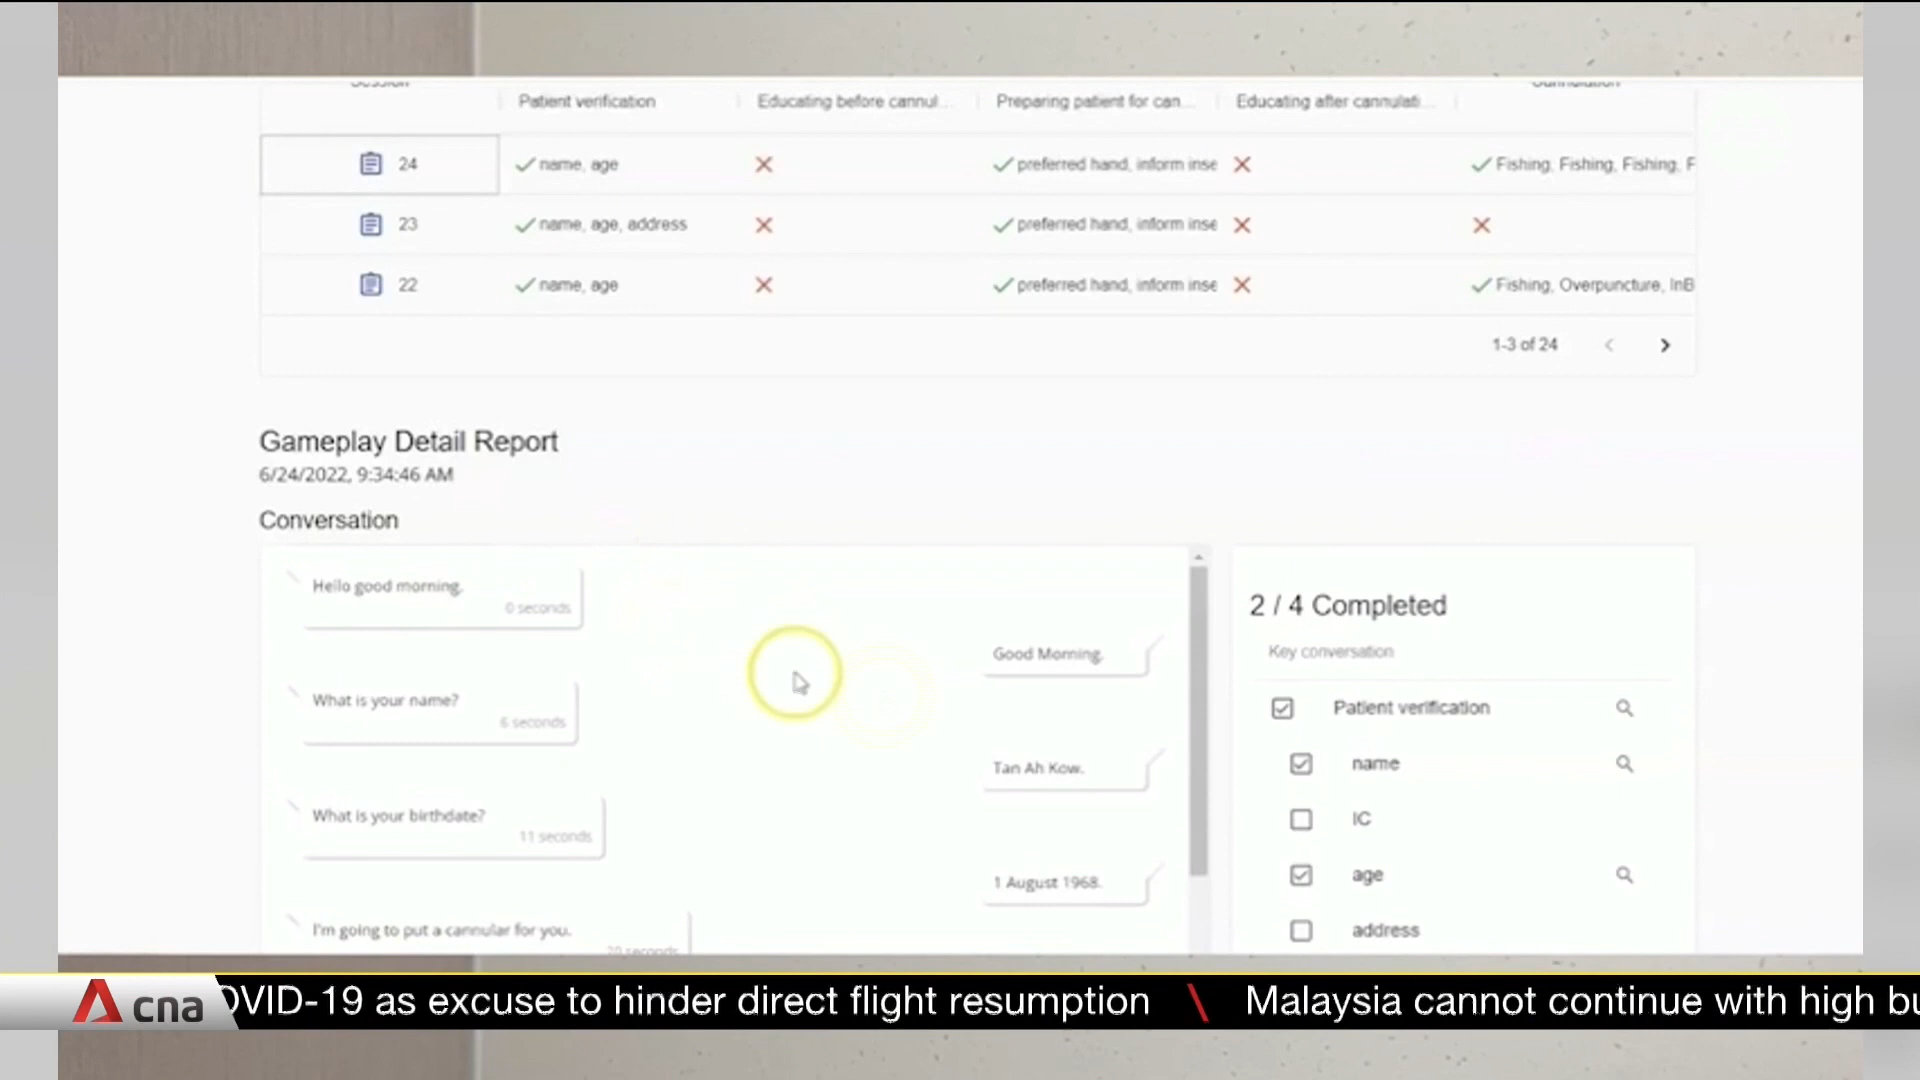 Session
Patient verification
Educating before cannul...
Preparing patient for can...
Educating after cannulati...
Cannulation
24
name, age
preferred hand, inform inse
Fishing, Fishing, Fishing, F
23
name, age, address
preferred hand, inform inse
22
name, age
preferred hand, inform inse
Fishing, Overpuncture, InB
1-3 of 24
Gameplay Detail Report
6/24/2022, 9:34:46 AM
Conversation
Hello good morning.
0 seconds
Good Morning.
What is your name?
6 seconds
Tan Ah Kow.
What is your birthdate?
11 seconds
1 August 1968.
I'm going to put a cannular for you.
20 seconds
2 / 4 Completed
Key conversation
Patient verification
name
IC
age
address
cna
OVID-19 as excuse to hinder direct flight resumption \ Malaysia cannot continue with high bu